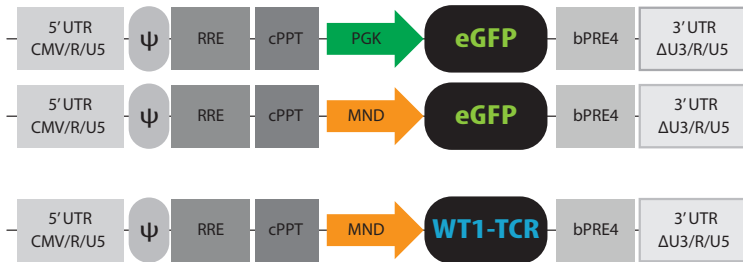 5' UTR
CMV/R/U5
ψ
RRE
cPPT
PGK
eGFP
bPRE4
3' UTR
ΔU3/R/U5
5' UTR
CMV/R/U5
ψ
RRE
cPPT
MND
eGFP
bPRE4
3' UTR
ΔU3/R/U5
5' UTR
CMV/R/U5
ψ
RRE
cPPT
MND
WT1-TCR
bPRE4
3' UTR
ΔU3/R/U5